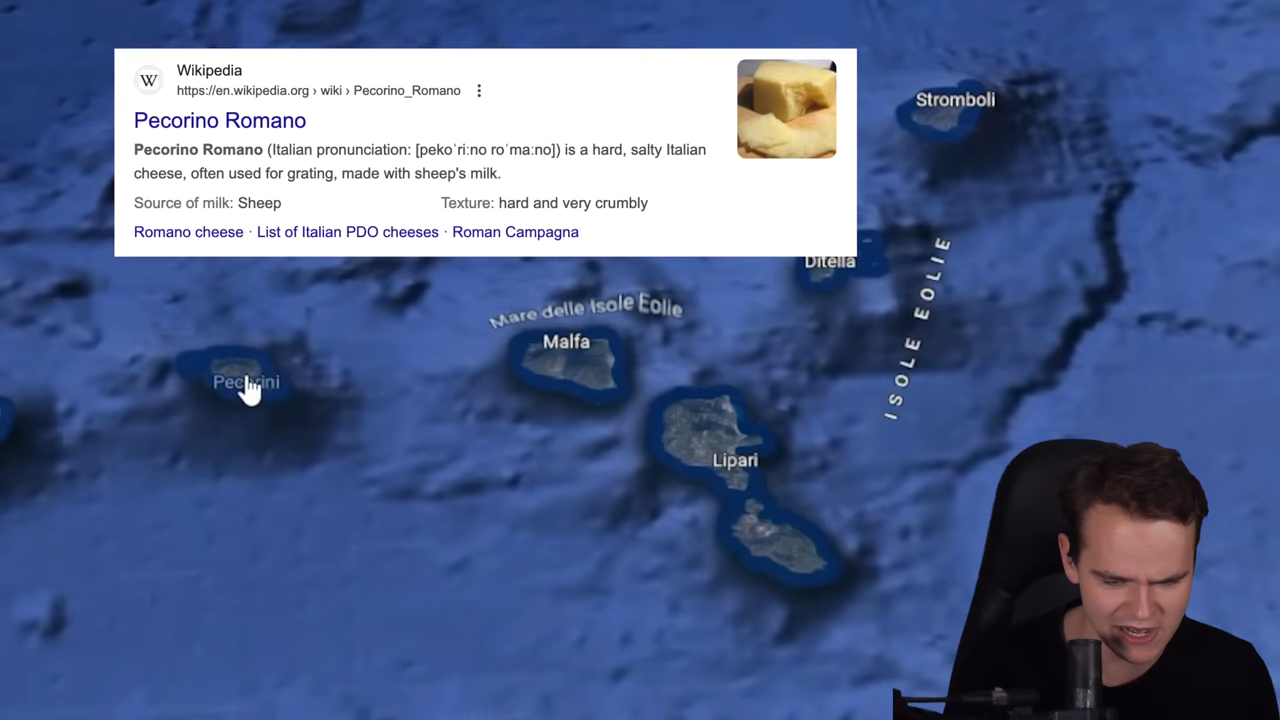 W
Wikipedia
https://en.wikipedia.org › wiki › Pecorino_Romano
Pecorino Romano
Pecorino Romano (Italian pronunciation: [pekoˈriːno roˈmaːno]) is a hard, salty Italian
cheese, often used for grating, made with sheep's milk.
Source of milk: Sheep
Texture: hard and very crumbly
Romano cheese · List of Italian PDO cheeses · Roman Campagna
Stromboli
Ditella
ISOLE EOLIE
Mare delle Isole Eolie
Malfa
Pecorini
Lipari